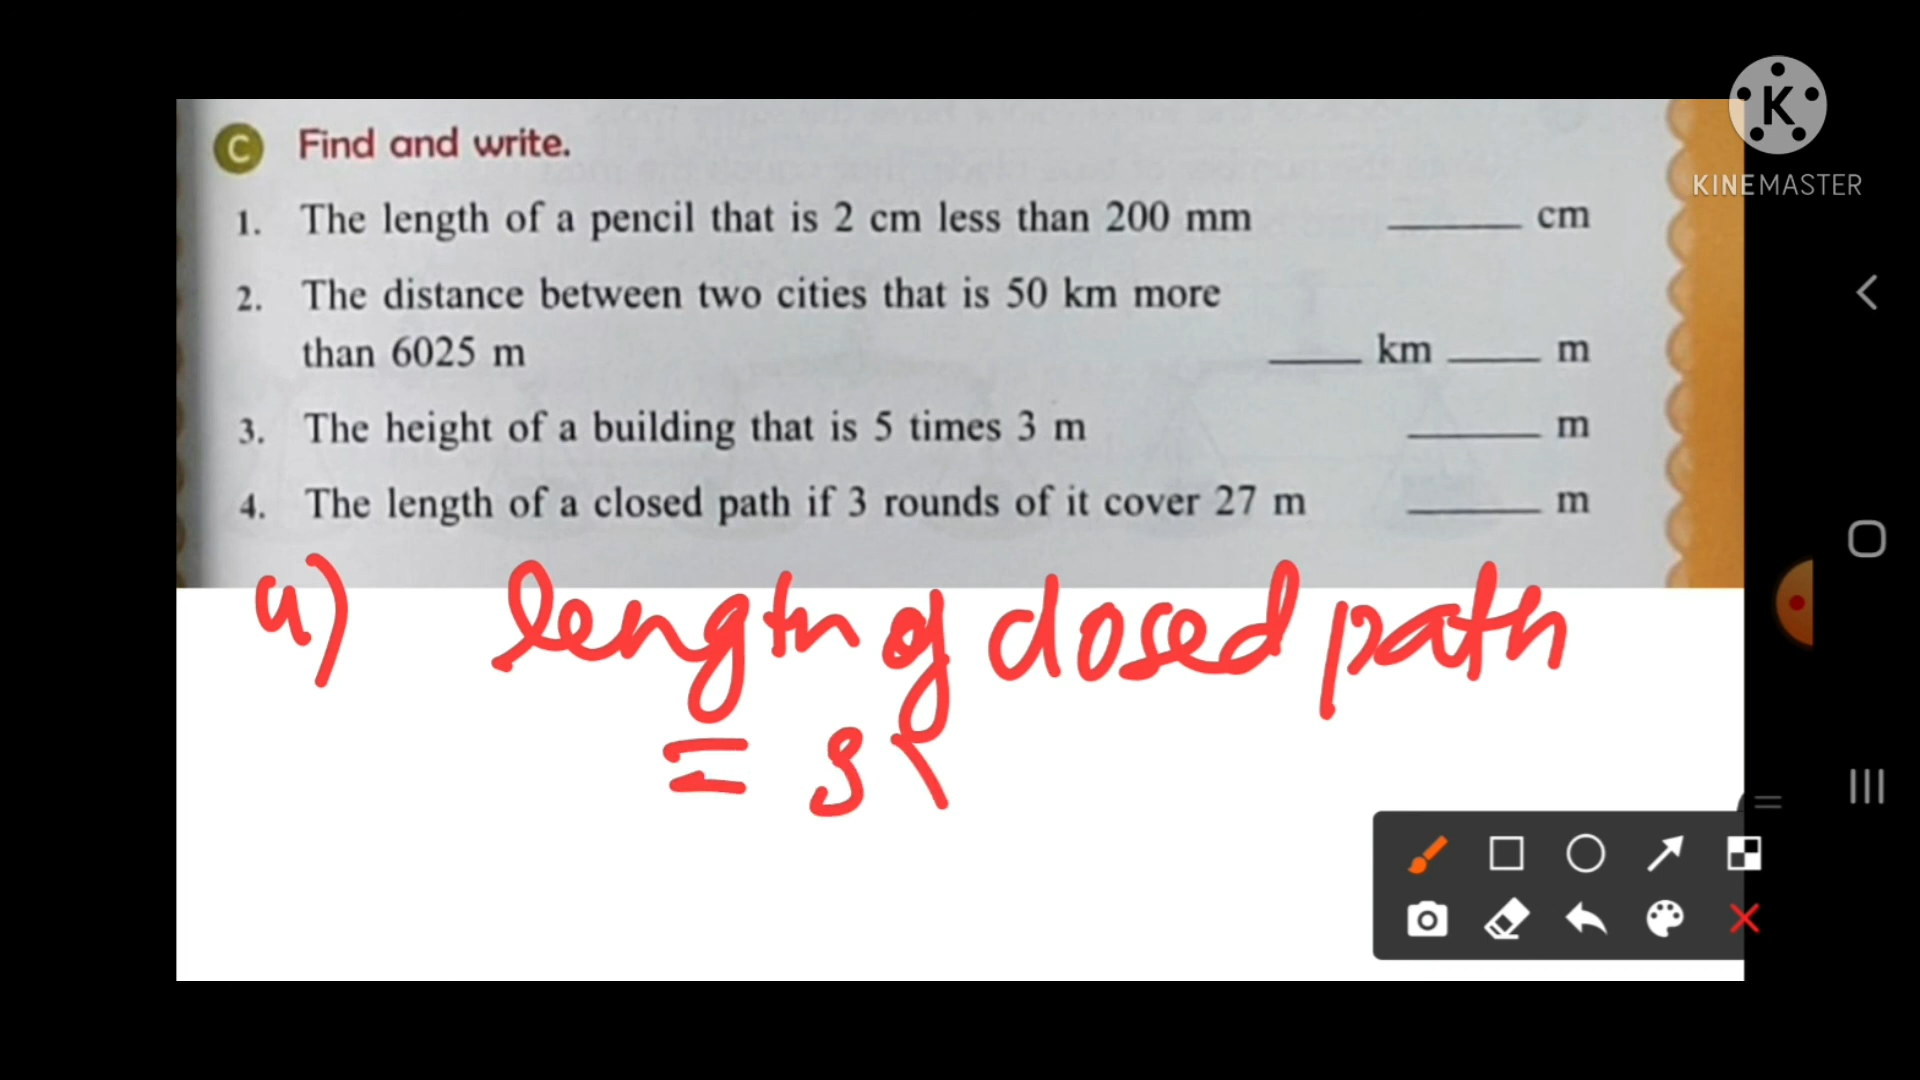 C Find and write.
1. The length of a pencil that is 2 cm less than 200 mm ______ cm
2. The distance between two cities that is 50 km more
than 6025 m ____ km ____ m
3. The height of a building that is 5 times 3 m ______ m
4. The length of a closed path if 3 rounds of it cover 27 m ______ m
4) length of closed path
= 3
K
KINEMASTER